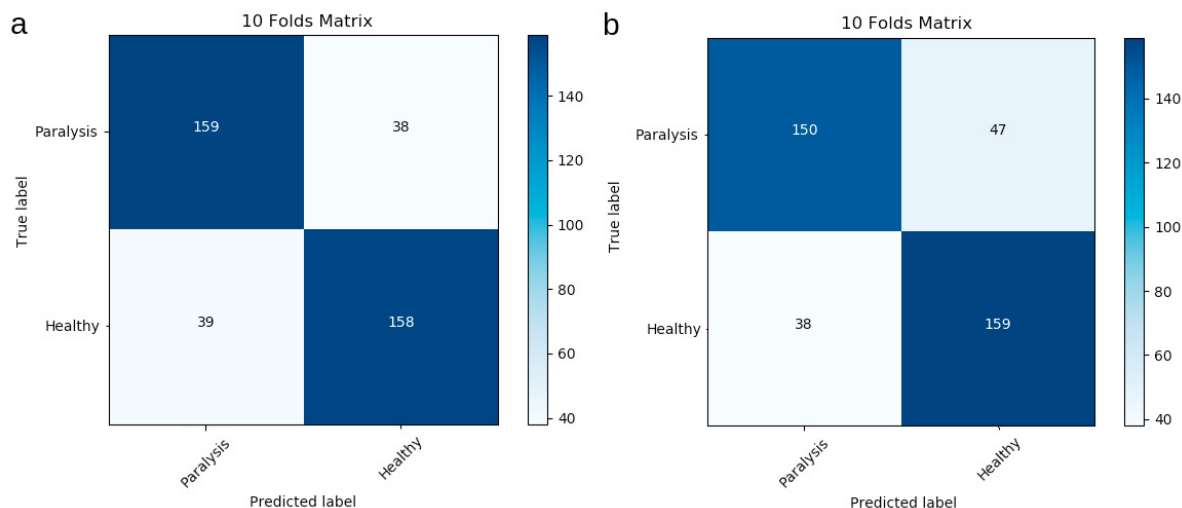 a
10 Folds Matrix
True label
Paralysis
159
38
Healthy
39
158
Paralysis
Healthy
Predicted label
140
120
100
80
60
40
b
10 Folds Matrix
True label
Paralysis
150
47
Healthy
38
159
Paralysis
Healthy
Predicted label
140
120
100
80
60
40